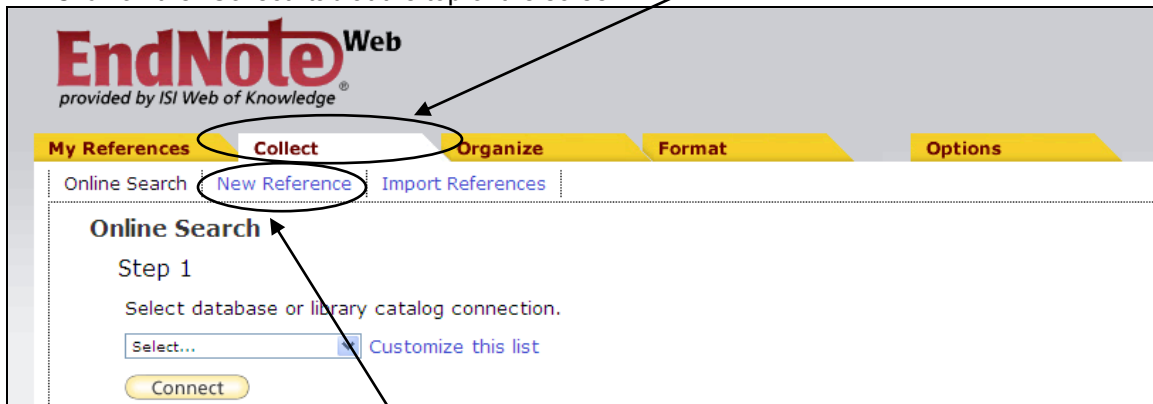 EndNote Web
®
provided by ISI Web of Knowledge
My References Collect Organize Format Options
Online Search New Reference Import References
Online Search
Step 1
Select database or library catalog connection.
Select... Customize this list
Connect